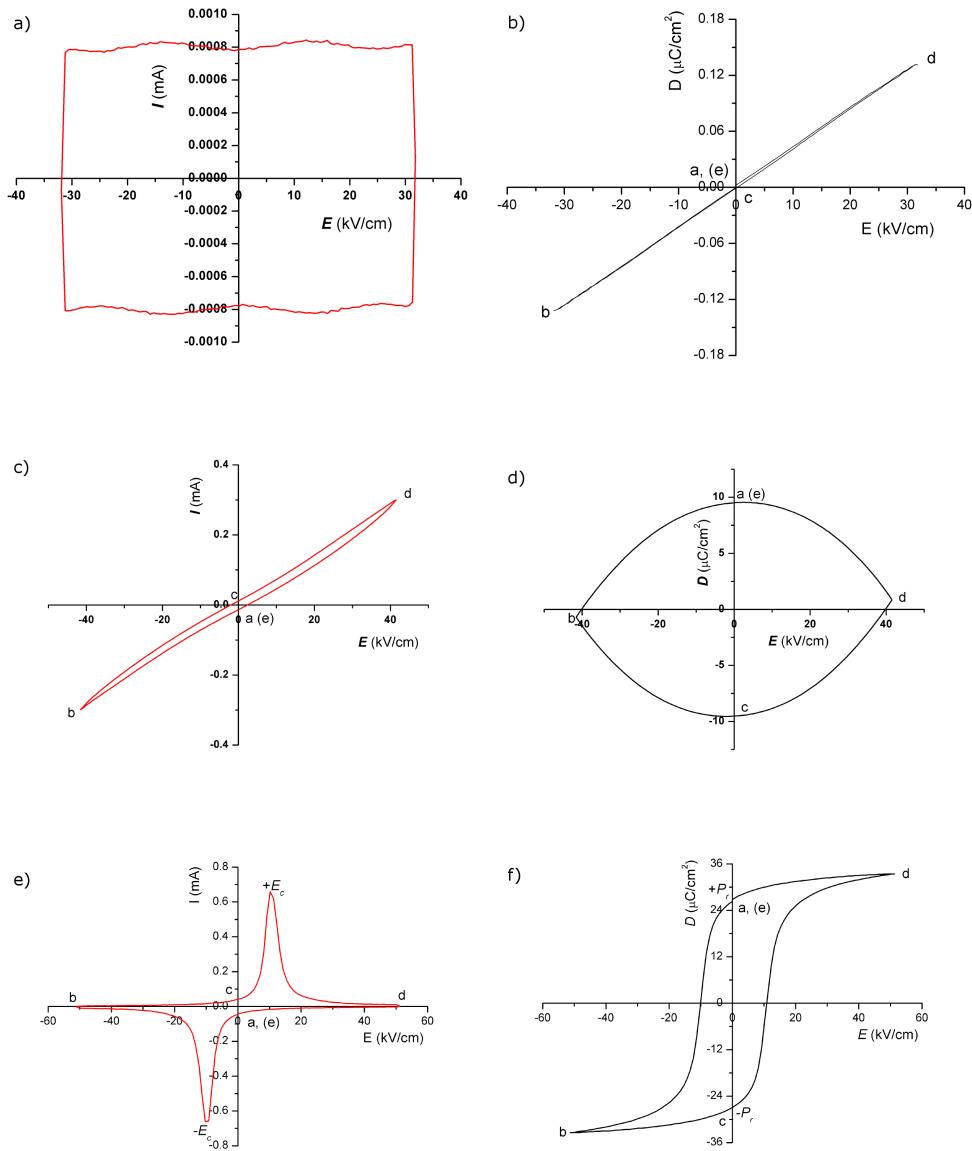 a)
I (mA)
0.0010
0.0008
0.0006
0.0004
0.0002
0.0000
-0.0002
-0.0004
-0.0006
-0.0008
-0.0010
-40 -30 -20 -10 0 10 20 30 40
E (kV/cm)
b)
D (μC/cm²)
0.18
0.12
0.06
0.00
-0.06
-0.12
-0.18
-40 -30 -20 -10 0 10 20 30 40
E (kV/cm)
a, (e)
b
c
d
c)
I (mA)
0.4
0.2
0.0
-0.2
-0.4
-40 -20 0 20 40
E (kV/cm)
a (e)
b
c
d
d)
D (μC/cm²)
10
5
0
-5
-10
-40 -20 0 20 40
E (kV/cm)
a (e)
b
c
d
e)
I (mA)
0.8
0.6
0.4
0.2
0.0
-0.2
-0.4
-0.6
-0.8
-60 -40 -20 0 20 40 60
E (kV/cm)
+Ec
-Ec
a, (e)
b
c
d
f)
D (μC/cm²)
36
24
12
0
-12
-24
-36
-60 -40 -20 0 20 40 60
E (kV/cm)
+Pr
-Pr
a, (e)
b
c
d